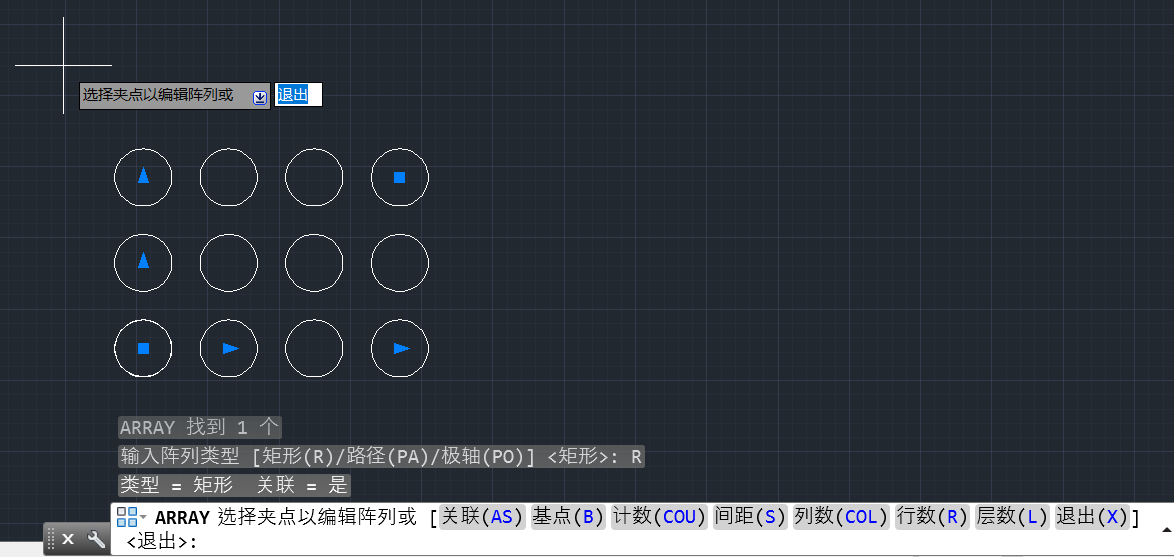 选择夹点以编辑阵列或 退出
ARRAY 找到 1 个
输入阵列类型 [矩形(R)/路径(PA)/极轴(PO)] <矩形>: R
类型 = 矩形  关联 = 是
ARRAY 选择夹点以编辑阵列或 [关联(AS) 基点(B) 计数(COU) 间距(S) 列数(COL) 行数(R) 层数(L) 退出(X)]
<退出>: